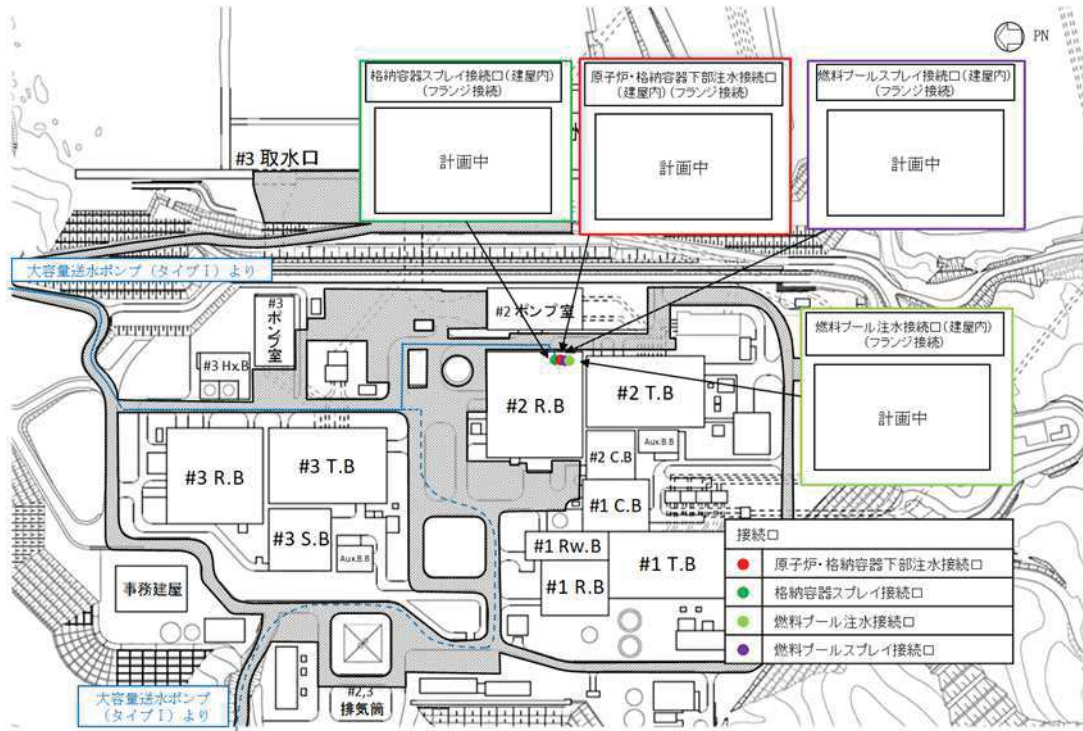 PN
格納容器スプレイ接続口(建屋内)
(フランジ接続)
計画中
原子炉・格納容器下部注水接続口
(建屋内)(フランジ接続)
計画中
燃料プールスプレイ接続口(建屋内)
(フランジ接続)
計画中
#3 取水口
大容量送水ポンプ（タイプⅠ）より
#3
ポンプ室
#2 ポンプ室
燃料プール注水接続口(建屋内)
(フランジ接続)
計画中
#3 Hx.B
#2 R.B
#2 T.B
#3 R.B
#3 T.B
#2 C.B
Aux.B.B
#1 C.B
#3 S.B
Aux.B.B
#1 Rw.B
#1 R.B
#1 T.B
事務建屋
接続口
原子炉・格納容器下部注水接続口
格納容器スプレイ接続口
燃料プール注水接続口
燃料プールスプレイ接続口
大容量送水ポンプ
（タイプⅠ）より
#2,3
排気筒